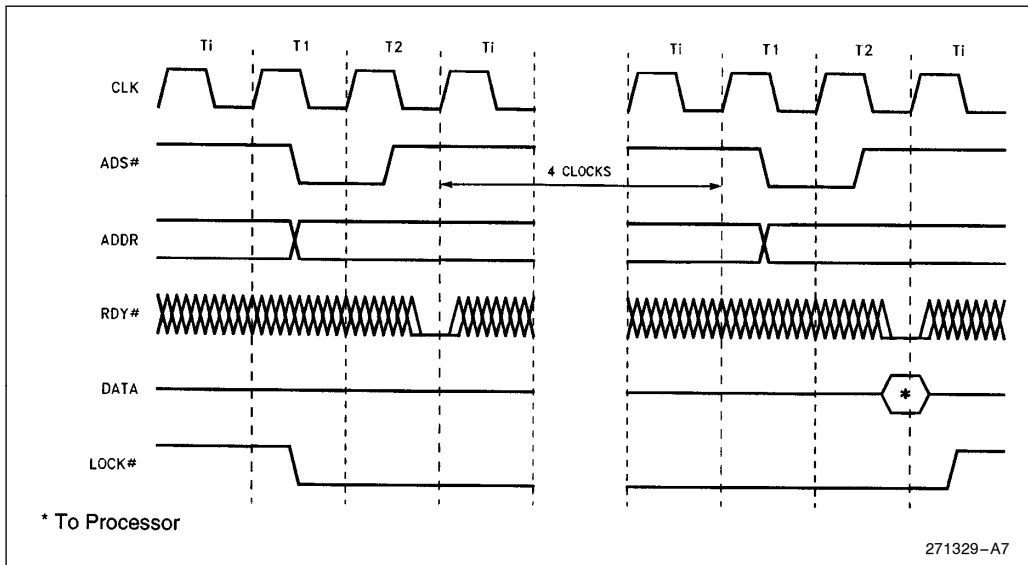 Ti T1 T2 Ti Ti T1 T2 Ti
CLK
ADS#
4 CLOCKS
ADDR
RDY#
DATA
*
LOCK#
* To Processor
271329–A7